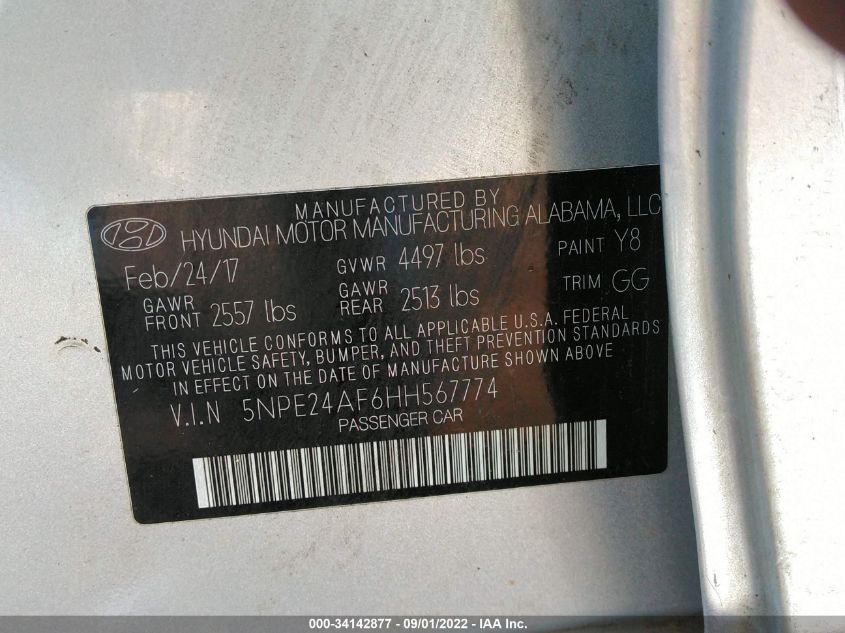 MANUFACTURED BY
HYUNDAI MOTOR MANUFACTURING ALABAMA, LLC
Feb/24/17 GVWR 4497 lbs PAINT Y8
GAWR FRONT 2557 lbs GAWR REAR 2513 lbs TRIM GG
THIS VEHICLE CONFORMS TO ALL APPLICABLE U.S.A. FEDERAL
MOTOR VEHICLE SAFETY, BUMPER, AND THEFT PREVENTION STANDARDS
IN EFFECT ON THE DATE OF MANUFACTURE SHOWN ABOVE
V.I.N 5NPE24AF6HH567774
PASSENGER CAR
000-34142877 - 09/01/2022 - IAA Inc.